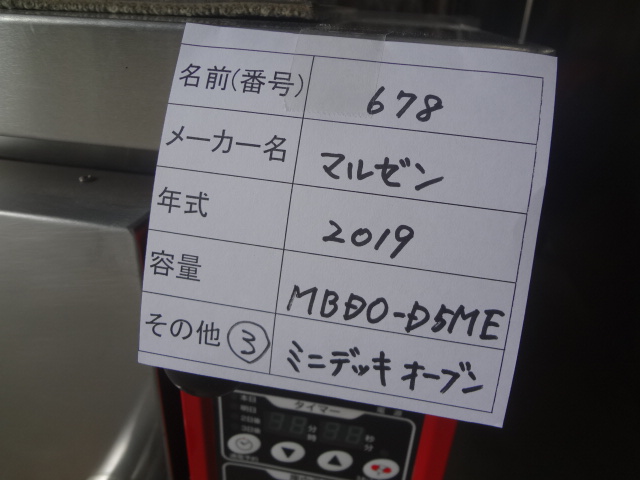 名前(番号) 678
メーカー名 マルゼン
年式 2019
容量 MBDO-D5ME
その他 ③ ミニデッキオーブン
タイマー